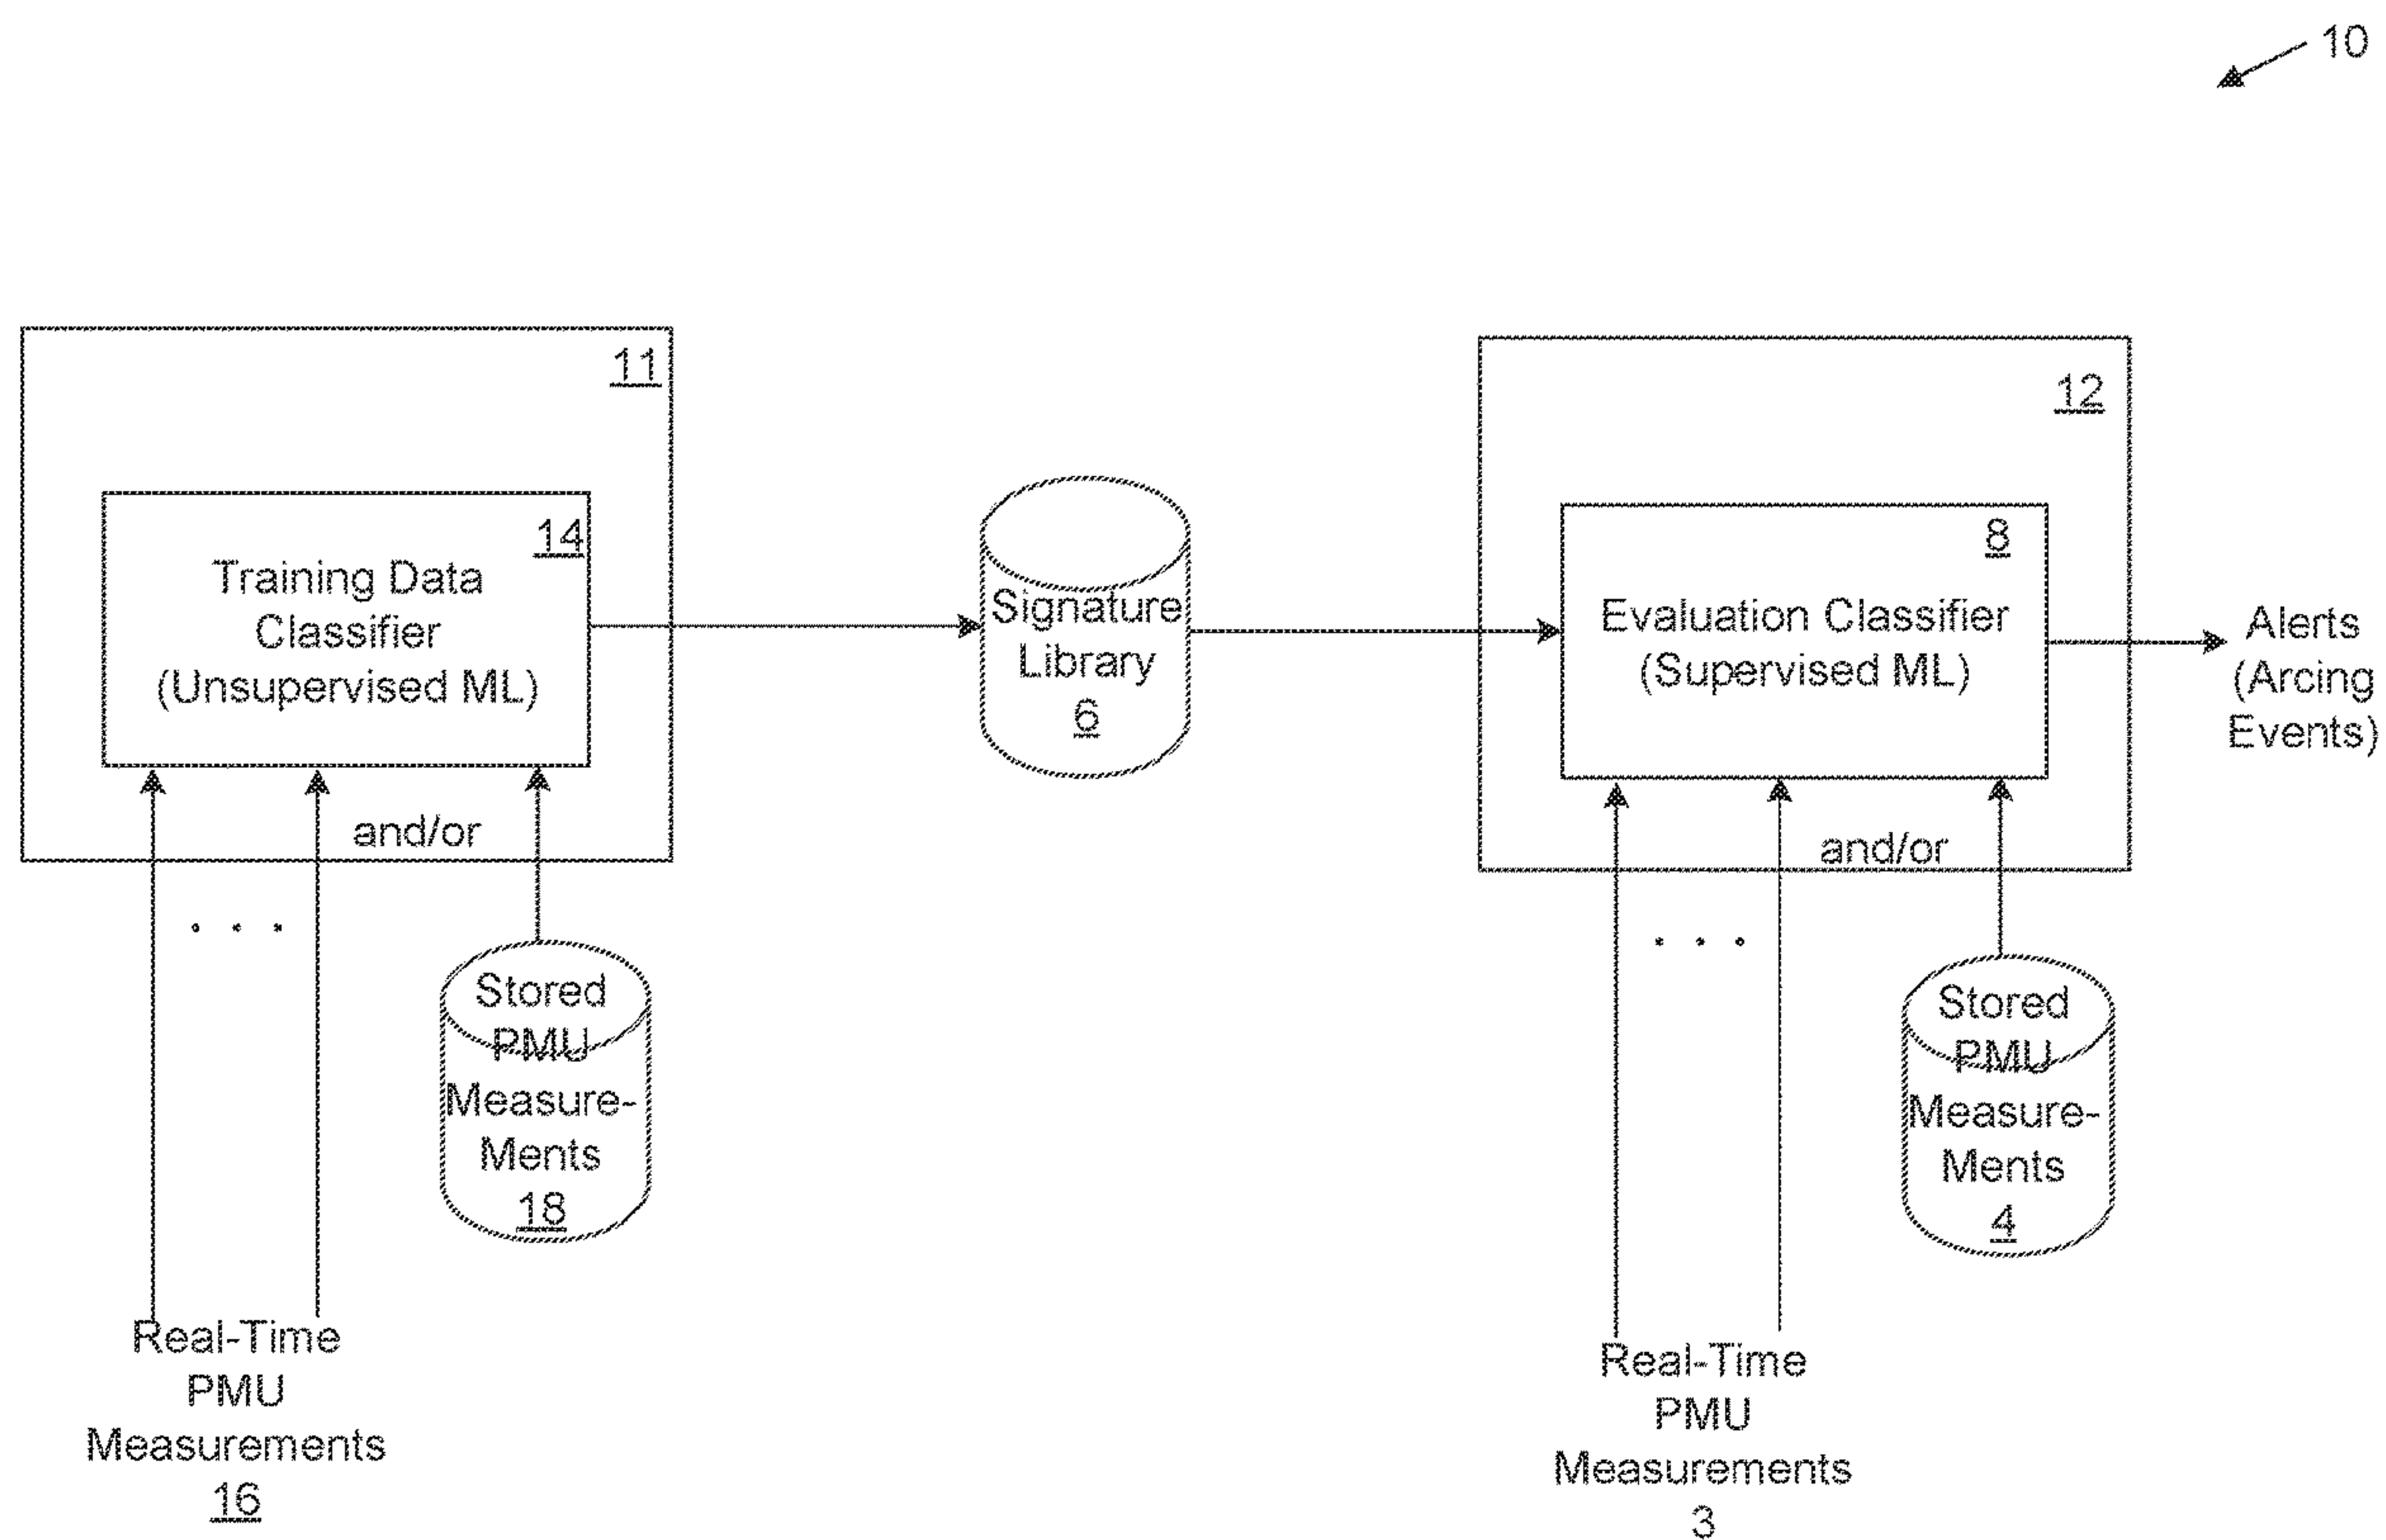 10
11
14
Training Data
Classifier
(Unsupervised ML)
and/or
. . .
Stored
PMU
Measure-
Ments
18
Real-Time
PMU
Measurements
16
Signature
Library
6
12
8
Evaluation Classifier
(Supervised ML)
and/or
. . .
Stored
PMU
Measure-
Ments
4
Real-Time
PMU
Measurements
3
Alerts
(Arcing
Events)